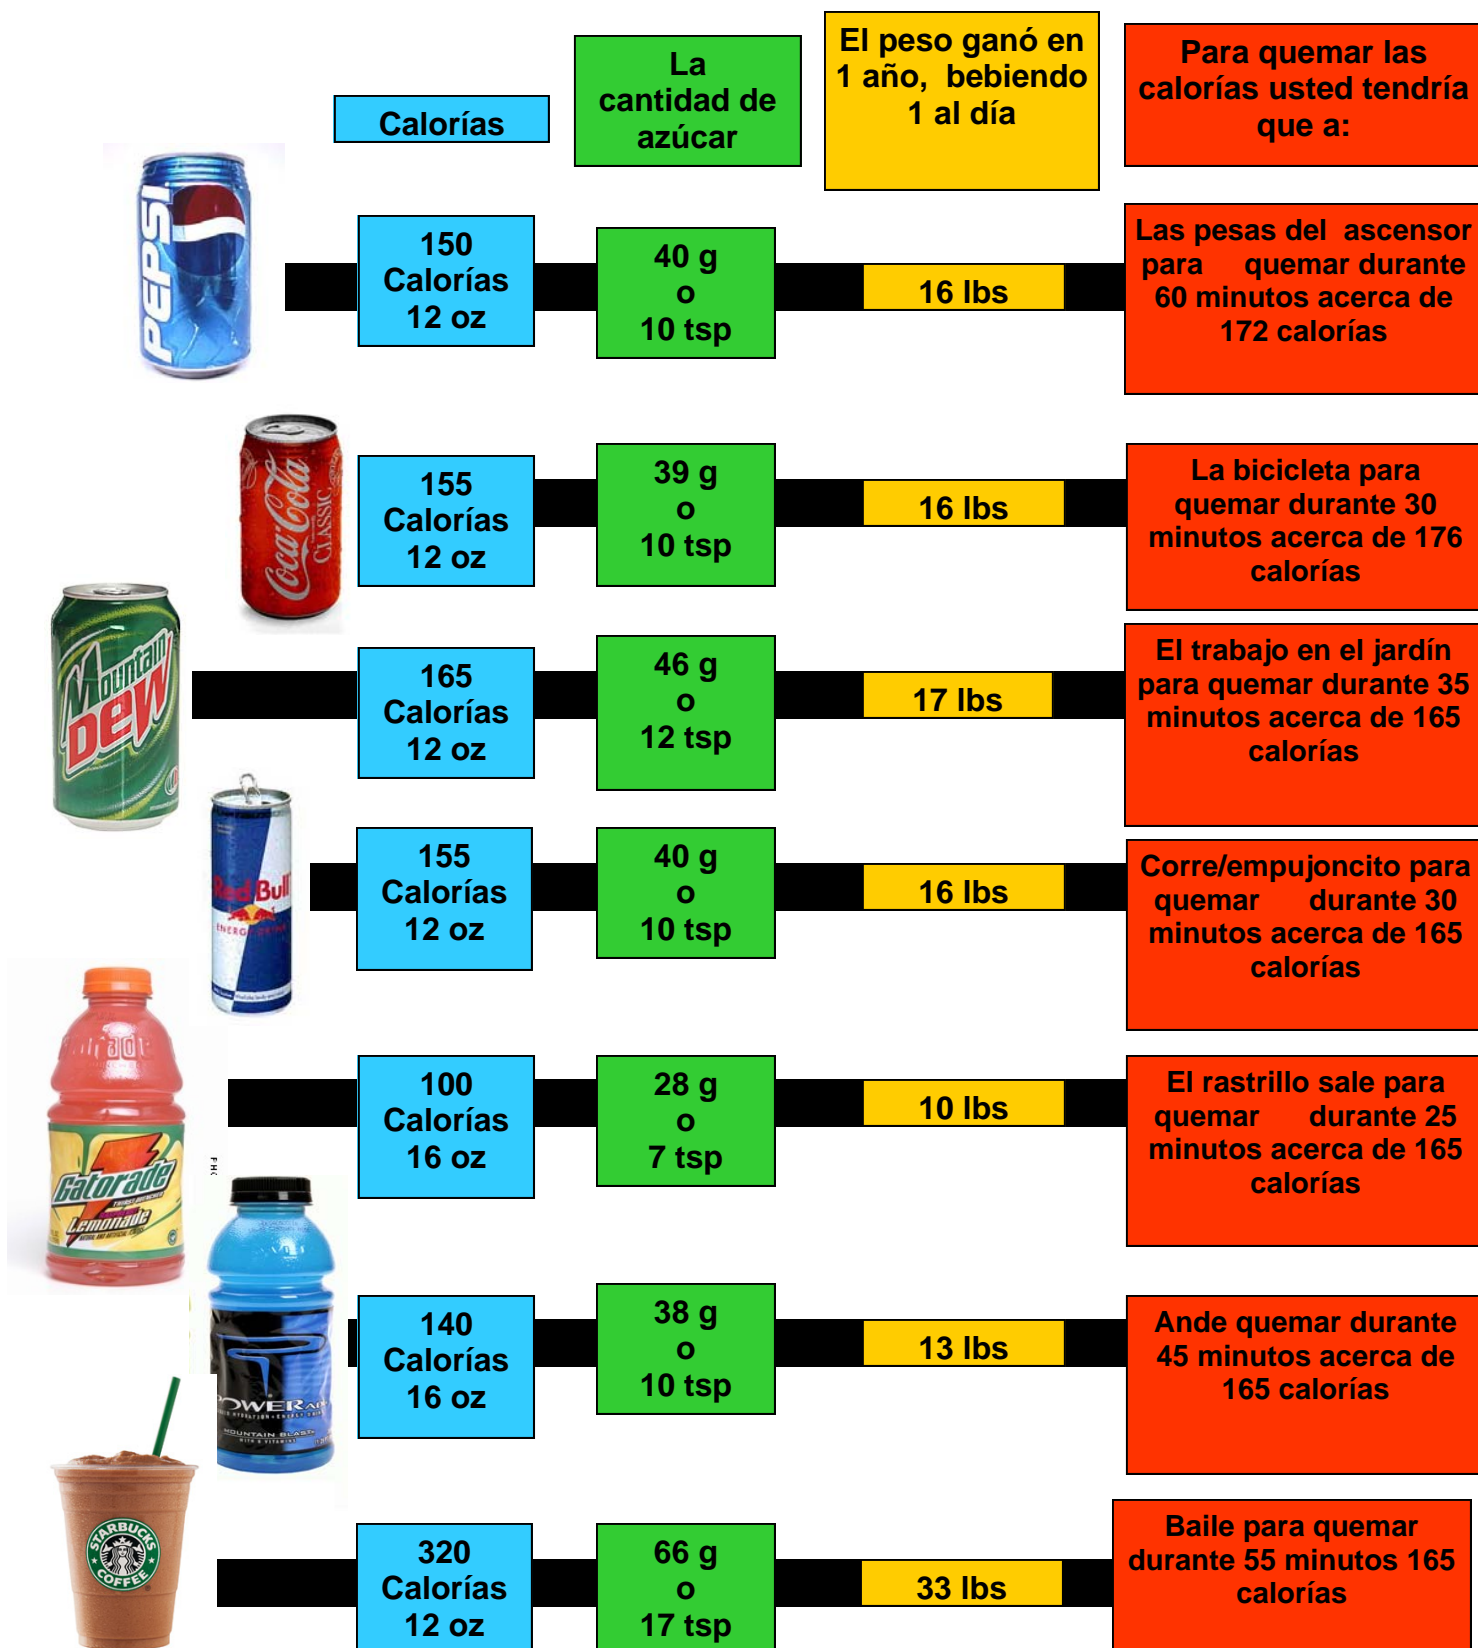 Calorías
La
cantidad de
azúcar
El peso ganó en
1 año, bebiendo
1 al día
Para quemar las
calorías usted tendría
que a:
PEPSI
150
Calorías
12 oz
40 g
o
10 tsp
16 lbs
Las pesas del ascensor
para quemar durante
60 minutos acerca de
172 calorías
Coca-Cola
CLASSIC
155
Calorías
12 oz
39 g
o
10 tsp
16 lbs
La bicicleta para
quemar durante 30
minutos acerca de 176
calorías
Mountain
Dew
165
Calorías
12 oz
46 g
o
12 tsp
17 lbs
El trabajo en el jardín
para quemar durante 35
minutos acerca de 165
calorías
Red Bull
ENERGY DRINK
155
Calorías
12 oz
40 g
o
10 tsp
16 lbs
Corre/empujoncito para
quemar durante 30
minutos acerca de 165
calorías
Gatorade
Lemonade
100
Calorías
16 oz
28 g
o
7 tsp
10 lbs
El rastrillo sale para
quemar durante 25
minutos acerca de 165
calorías
POWERade
MOUNTAIN BLAST
140
Calorías
16 oz
38 g
o
10 tsp
13 lbs
Ande quemar durante
45 minutos acerca de
165 calorías
STARBUCKS
COFFEE
320
Calorías
12 oz
66 g
o
17 tsp
33 lbs
Baile para quemar
durante 55 minutos 165
calorías